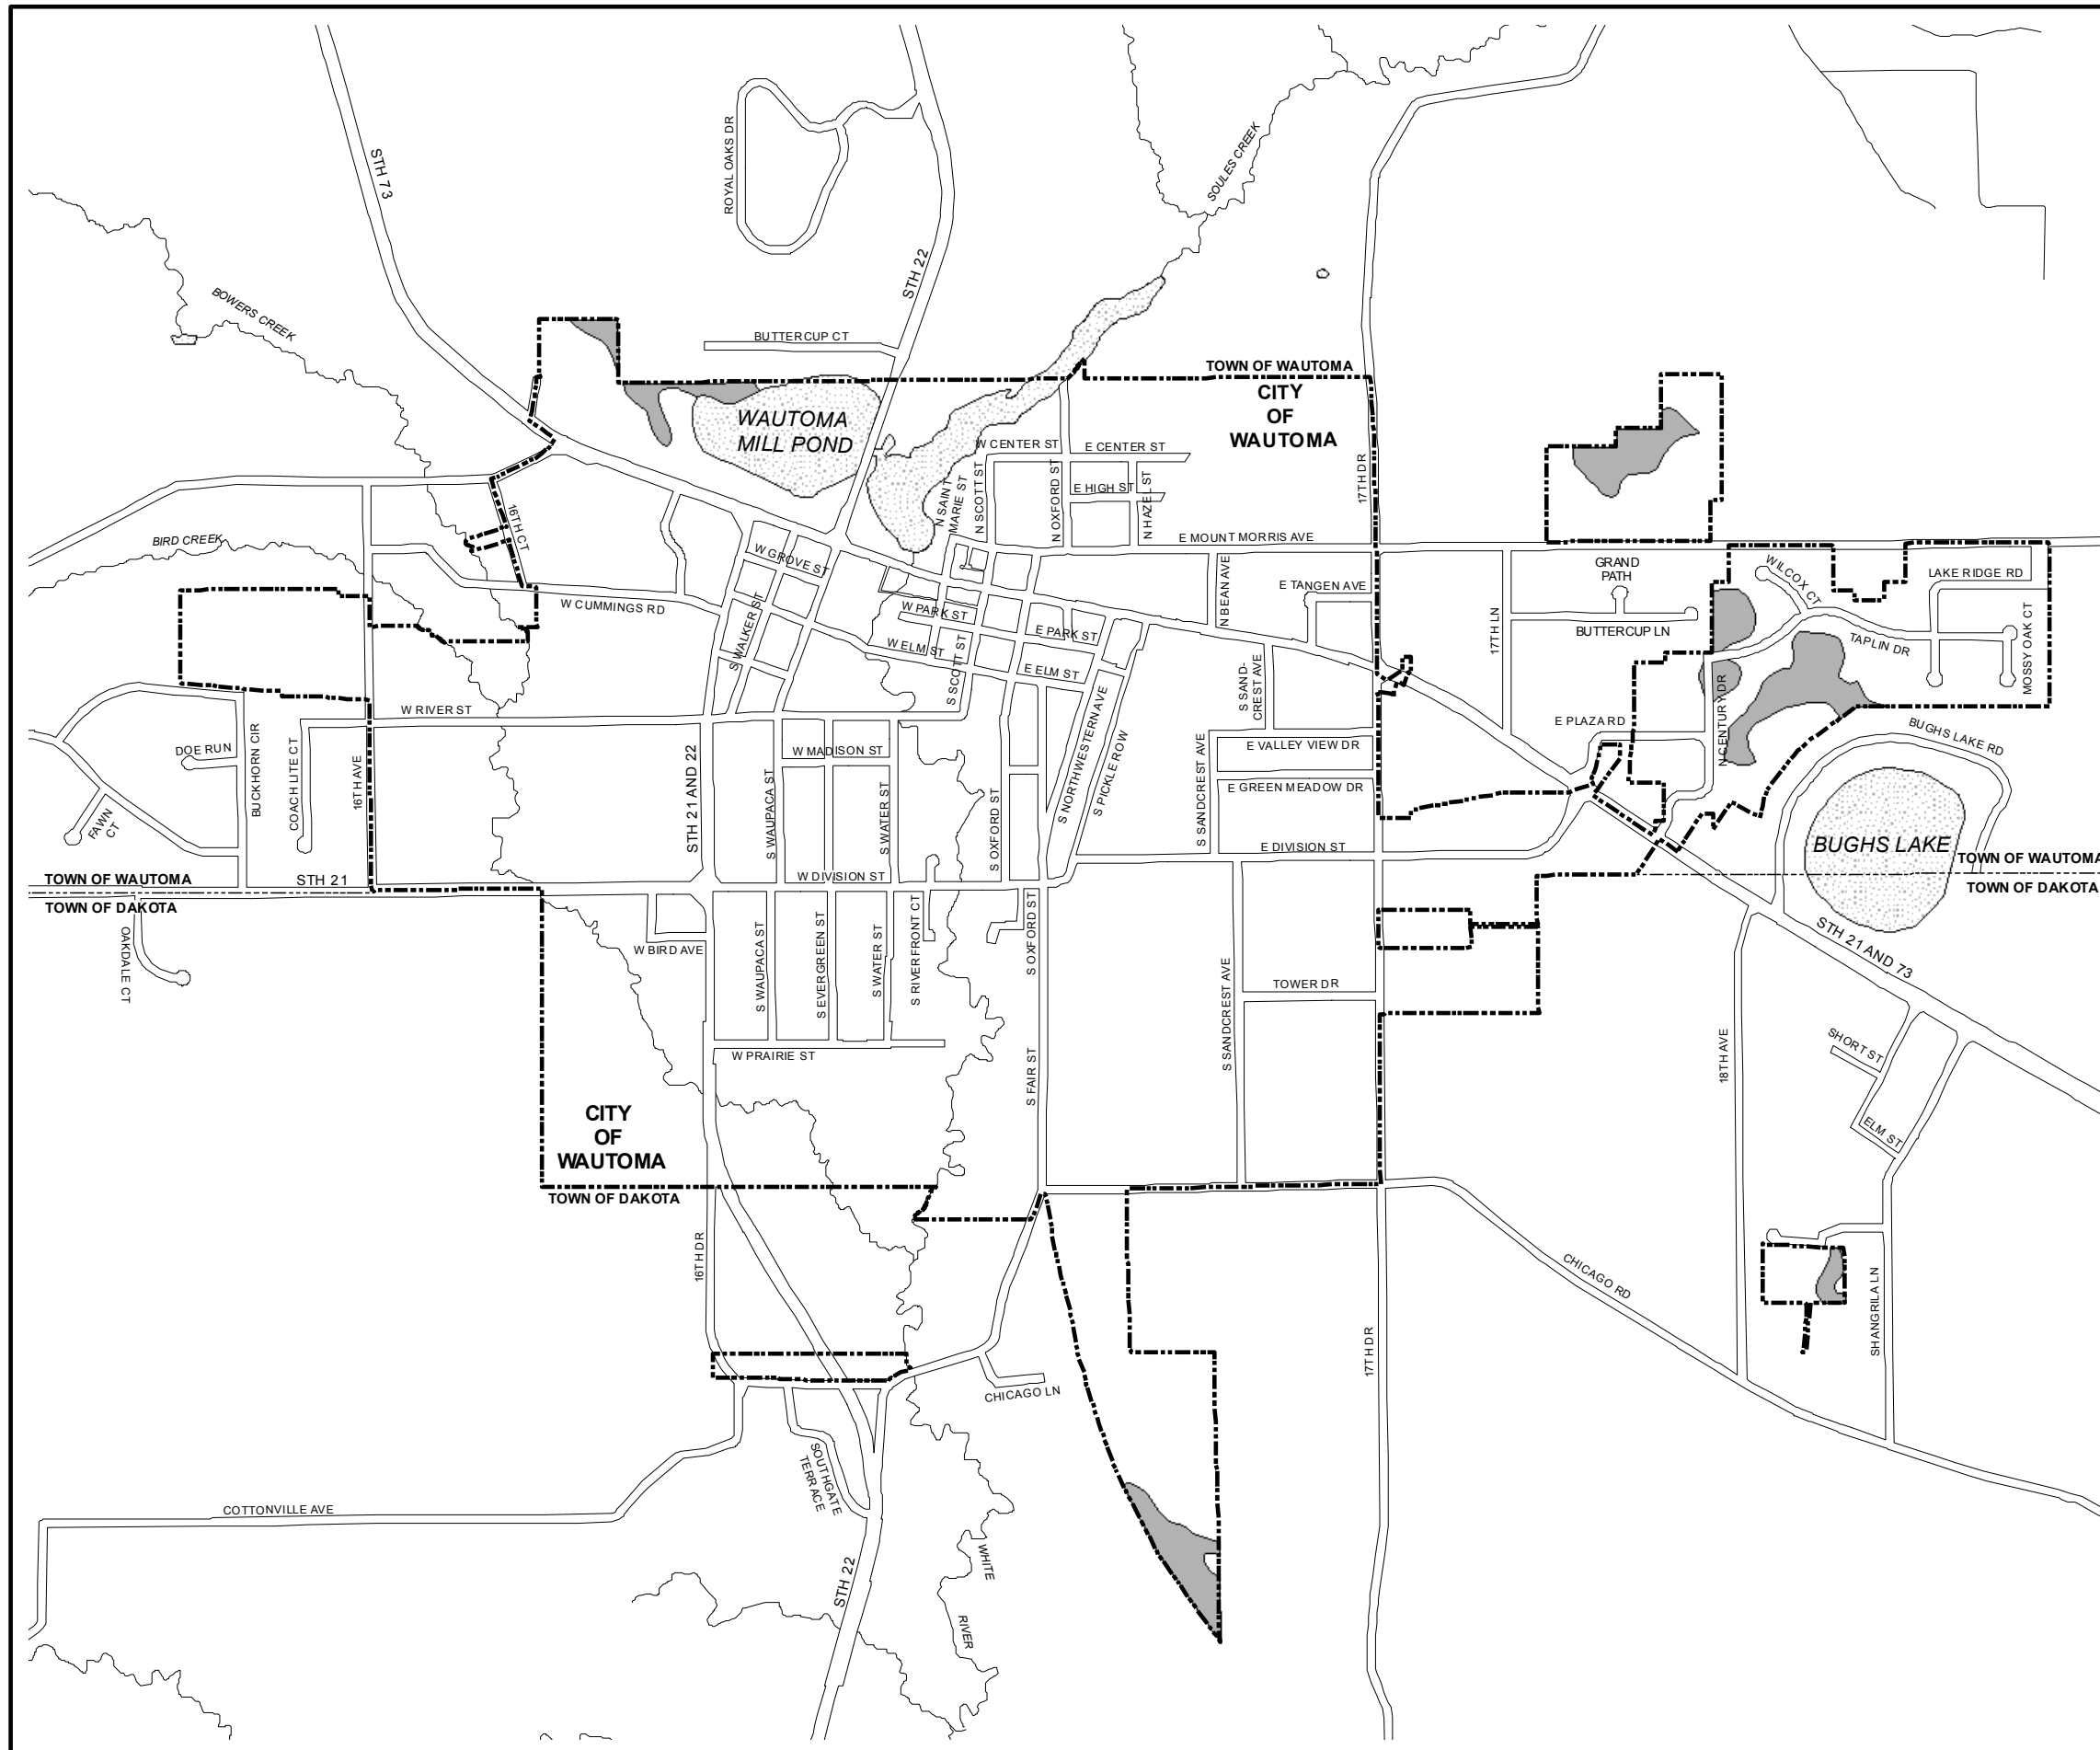 STH 73
ROYAL OAKS DR
SOULES CREEK
STH 22
BOWERS CREEK
BUTTERCUP CT
TOWN OF WAUTOMA
CITY
OF
WAUTOMA
WAUTOMA
MILL POND
W CENTER ST
E CENTER ST
N SAINT
MARIE ST
N SCOTT ST
N OXFORD ST
E HIGH ST
N HAZEL ST
17TH DR
16TH CT
BIRD CREEK
E MOUNT MORRIS AVE
W GROVE ST
GRAND
PATH
WILCOX CT
LAKE RIDGE RD
E TANGEN AVE
N BEAN AVE
W CUMMINGS RD
W PARK ST
E PARK ST
BUTTERCUP LN
17TH LN
TAPLIN DR
MOSSY OAK CT
S WALKER ST
W ELM ST
S SCOTT ST
E ELM ST
S SAND-
CREST AVE
W RIVER ST
E PLAZA RD
N CENTURY DR
BUGHS LAKE RD
DOE RUN
BUCKHORN CIR
COACH LITE CT
16TH AVE
STH 21 AND 22
W MADISON ST
S WAUPACA ST
S WATER ST
S OXFORD ST
S NORTHWESTERN AVE
S PICKLE ROW
S SANDCREST AVE
E VALLEY VIEW DR
E GREEN MEADOW DR
FAWN
CT
E DIVISION ST
BUGHS LAKE
TOWN OF WAUTOMA
TOWN OF DAKOTA
TOWN OF WAUTOMA
STH 21
TOWN OF DAKOTA
W DIVISION ST
OAKDALE CT
W BIRD AVE
S WAUPACA ST
S EVERGREEN ST
S WATER ST
S RIVERFRONT CT
S OXFORD ST
STH 21 AND 73
S SANDCREST AVE
TOWER DR
W PRAIRIE ST
S FAIR ST
18TH AVE
SHORT ST
ELM ST
CITY
OF
WAUTOMA
TOWN OF DAKOTA
16TH DR
CHICAGO RD
SHANGRILA LN
17TH DR
CHICAGO LN
SOUTHGATE
TERRACE
COTTONVILLE AVE
STH 22
WHITE
RIVER